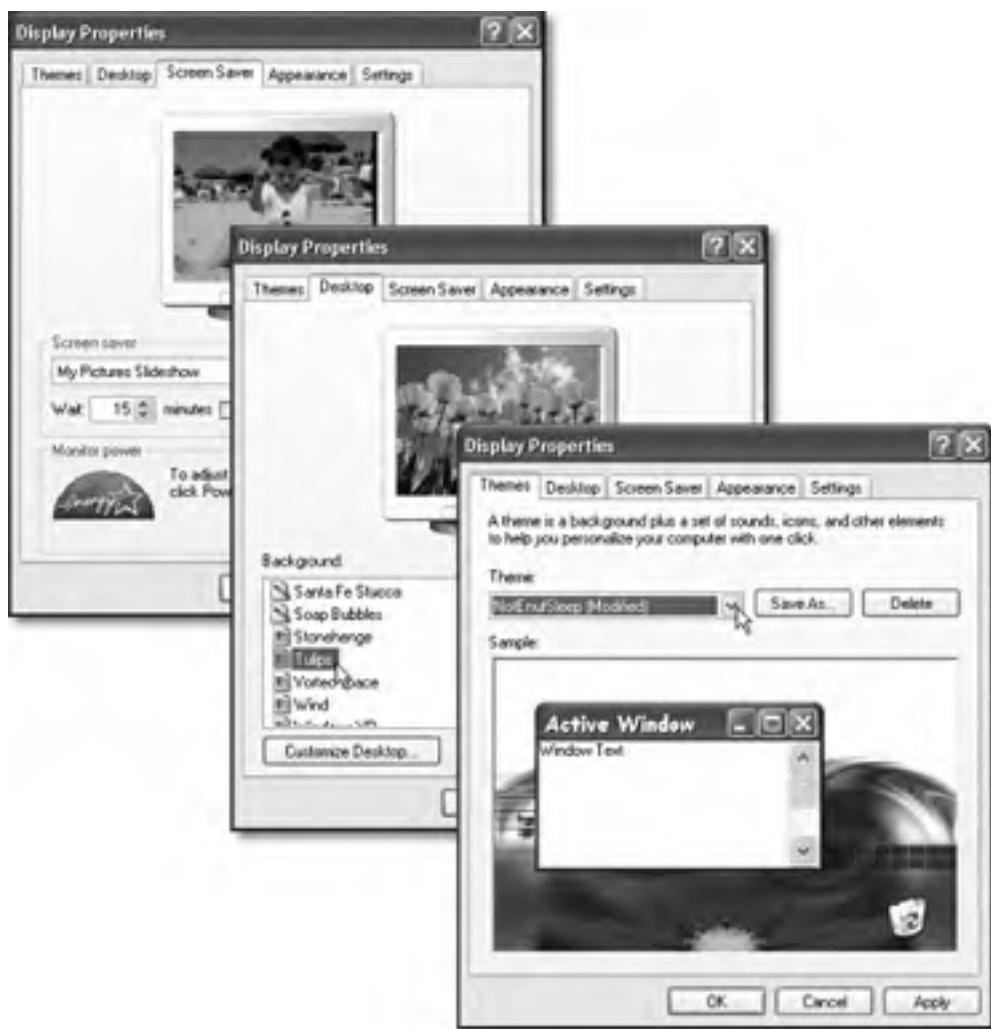 Display Properties
Themes Desktop Screen Saver Appearance Settings
Screen saver
My Pictures Slideshow
Wait: 15 minutes
Monitor power
energy
To adjust
click Pow
Display Properties
Themes Desktop Screen Saver Appearance Settings
Background:
Santa Fe Stucco
Soap Bubbles
Stonehenge
Tulips
Vortec space
Wind
Windows XP
Customize Desktop...
Display Properties
Themes Desktop Screen Saver Appearance Settings
A theme is a background plus a set of sounds, icons, and other elements
to help you personalize your computer with one click.
Theme:
NotEnufSleep (Modified)
Save As... Delete
Sample:
Active Window
Window Text
OK Cancel Apply